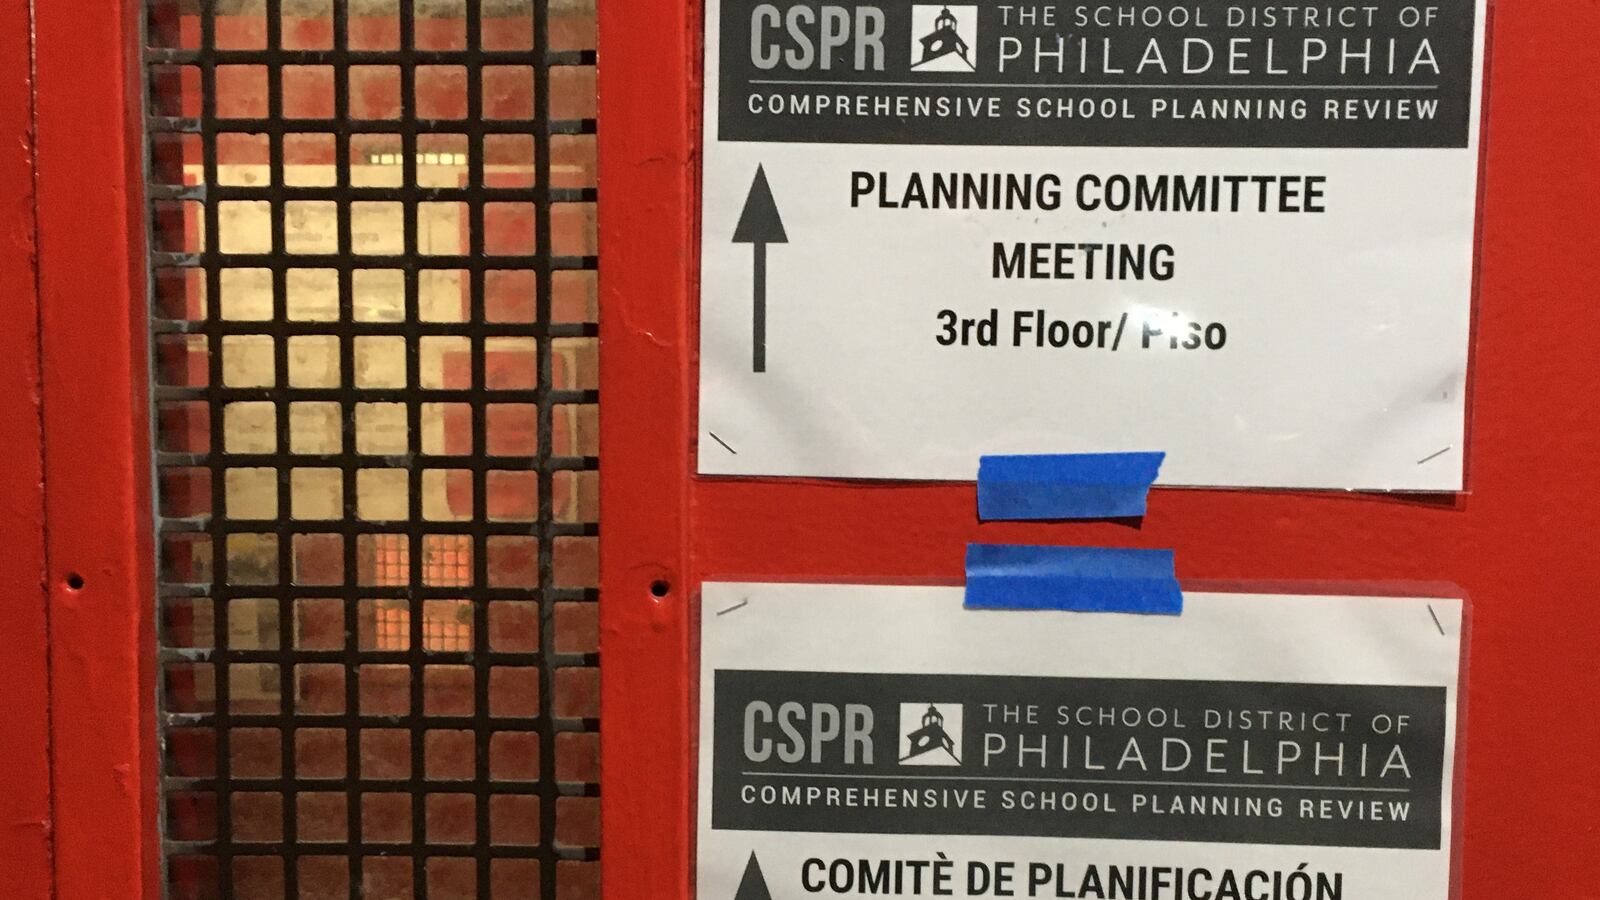 CSPR
THE SCHOOL DISTRICT OF
PHILADELPHIA
COMPREHENSIVE SCHOOL PLANNING REVIEW
PLANNING COMMITTEE
MEETING
3rd Floor/ Piso
CSPR
THE SCHOOL DISTRICT OF
PHILADELPHIA
COMPREHENSIVE SCHOOL PLANNING REVIEW
COMITÈ DE PLANIFICACIÓN